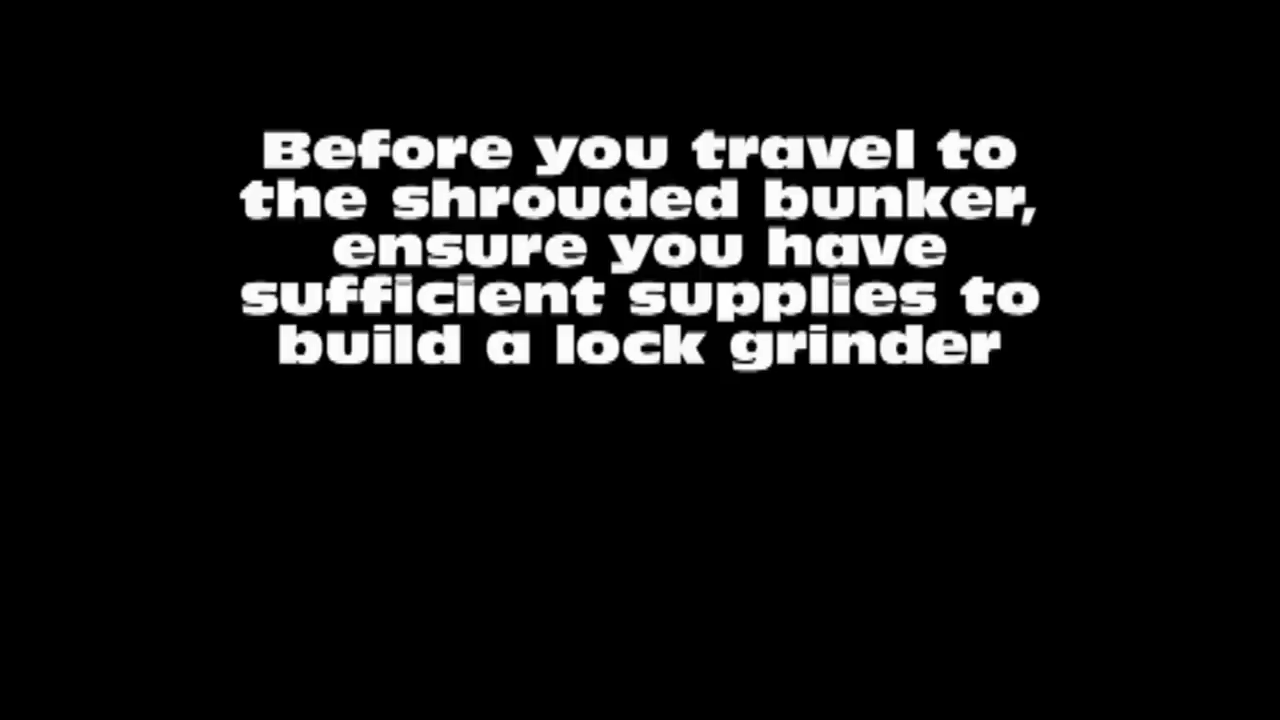 Before you travel to
the shrouded bunker,
ensure you have
sufficient supplies to
build a lock grinder